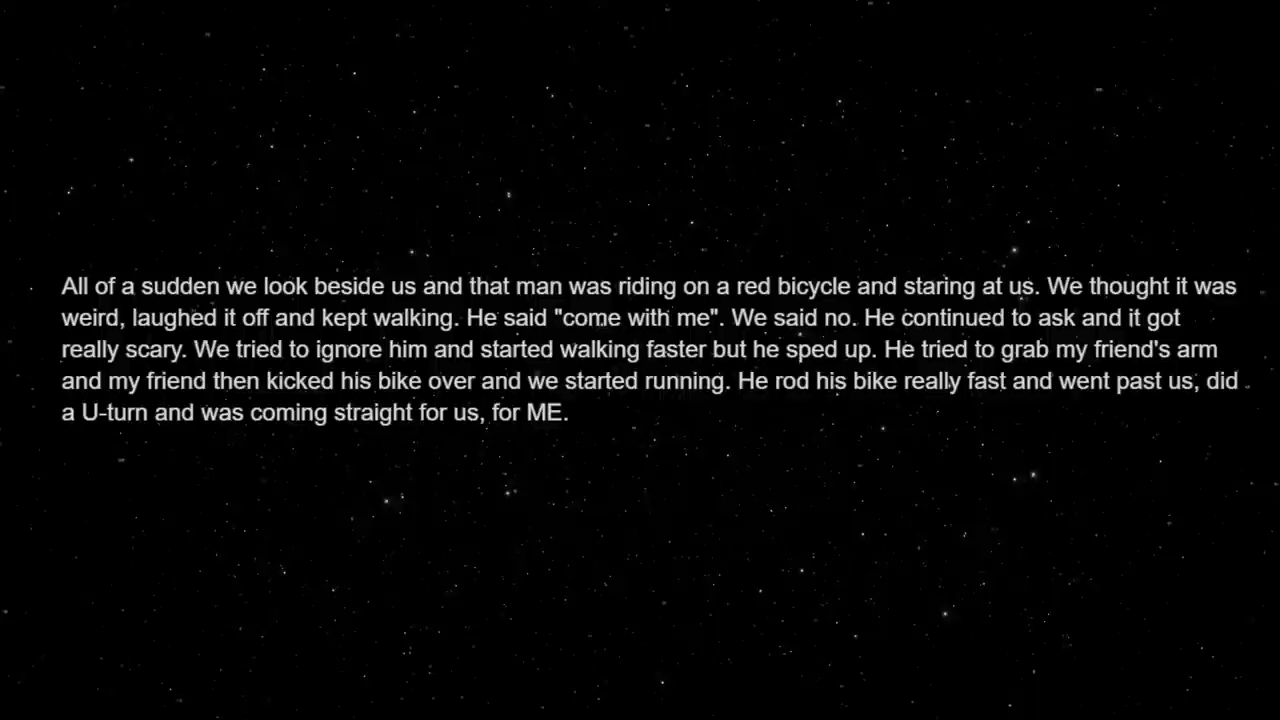 All of a sudden we look beside us and that man was riding on a red bicycle and staring at us. We thought it was
weird, laughed it off and kept walking. He said "come with me". We said no. He continued to ask and it got
really scary. We tried to ignore him and started walking faster but he sped up. He tried to grab my friend's arm
and my friend then kicked his bike over and we started running. He rod his bike really fast and went past us, did
a U-turn and was coming straight for us, for ME.